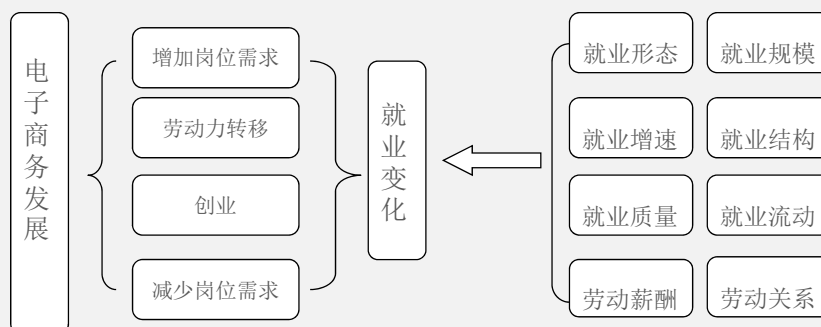 电子商务发展
增加岗位需求
劳动力转移
创业
减少岗位需求
就业变化
就业形态
就业规模
就业增速
就业结构
就业质量
就业流动
劳动薪酬
劳动关系